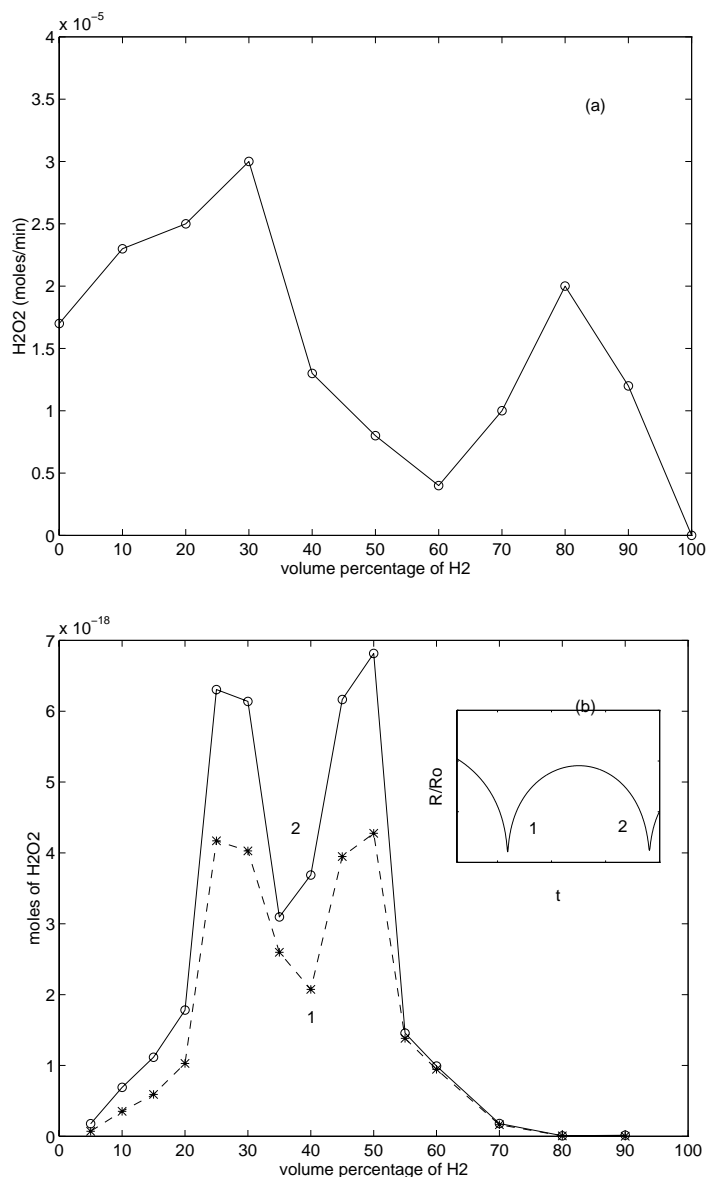 x 10−5
4
3.5
3
2.5
2
1.5
1
0.5
0
H2O2 (moles/min)
(a)
0 10 20 30 40 50 60 70 80 90 100
volume percentage of H2
x 10−18
7
6
5
4
3
2
1
0
moles of H2O2
2
1
(b)
R/Ro
1 2
t
0 10 20 30 40 50 60 70 80 90 100
volume percentage of H2